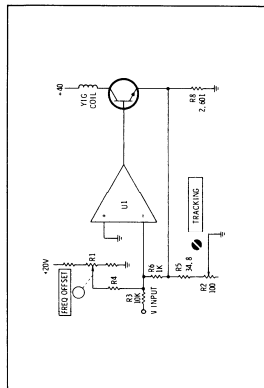 +40
YIG
COIL
R8
2.601
U1
TRACKING
+20V
FREQ OFFSET
R1
R4
R3
10K
V INPUT
R6
1K
R5
34.8
R2
100